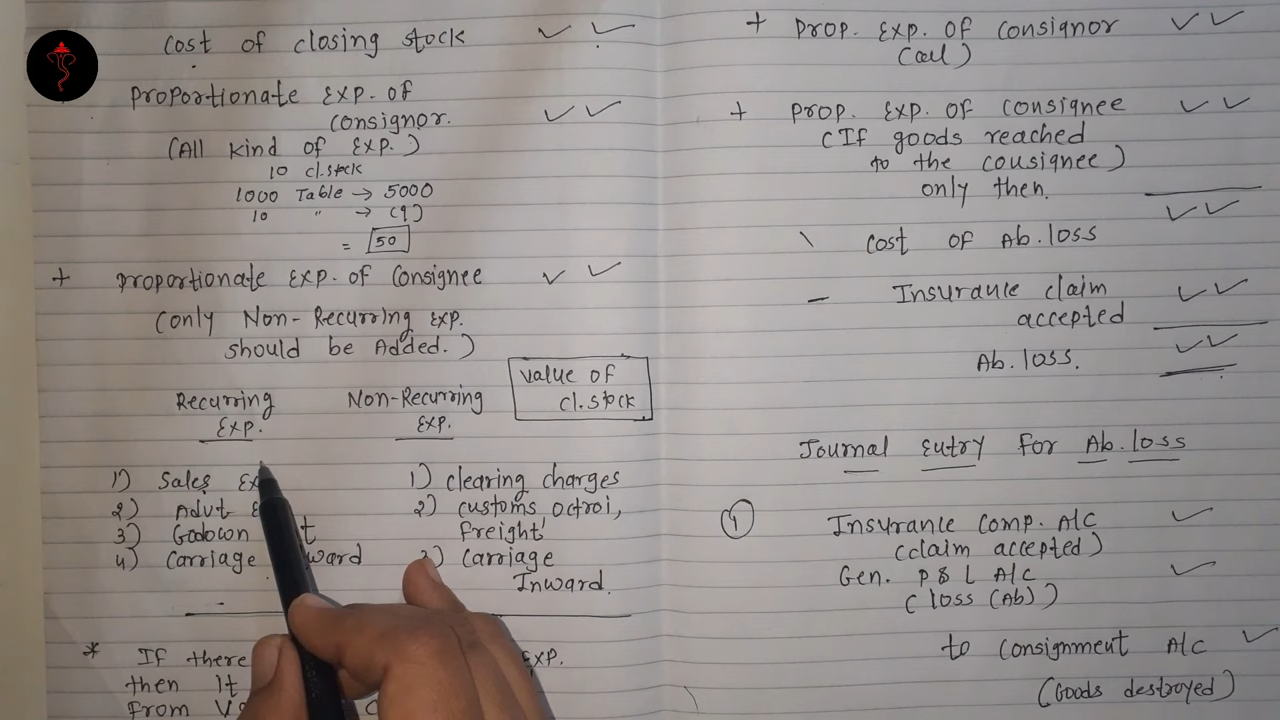 Cost of closing stock ✓ ✓
Proportionate Exp. of
Consignor. ✓ ✓
(All kind of Exp.)
10 cl.stock
1000 Table → 5000
10 " → (?)
= 50
+ Proportionate Exp. of Consignee ✓ ✓
(Only Non-Recurring Exp.
should be Added.)
Value of
cl.stock
Recurring Non-Recurring
Exp. Exp.
1) Sales 1) clearing charges
2) Advt 2) customs octroi,
3) Godown freight
4) Carriage 3) Carriage
Inward.
* If there Exp.
then It
from
+ Prop. Exp. of Consignor ✓ ✓
(all)
+ Prop. Exp. of Consignee ✓ ✓
(If goods reached
to the cousignee)
only then.
✓ ✓
Cost of Ab. loss
- Insurance claim ✓ ✓
accepted
Ab. loss. ✓ ✓
Journal Entry for Ab. loss
1 Insurance Comp. A/c ✓
(claim accepted)
Gen. P & L A/c ✓
(loss (Ab))
to Consignment A/c ✓
(Goods destroyed)